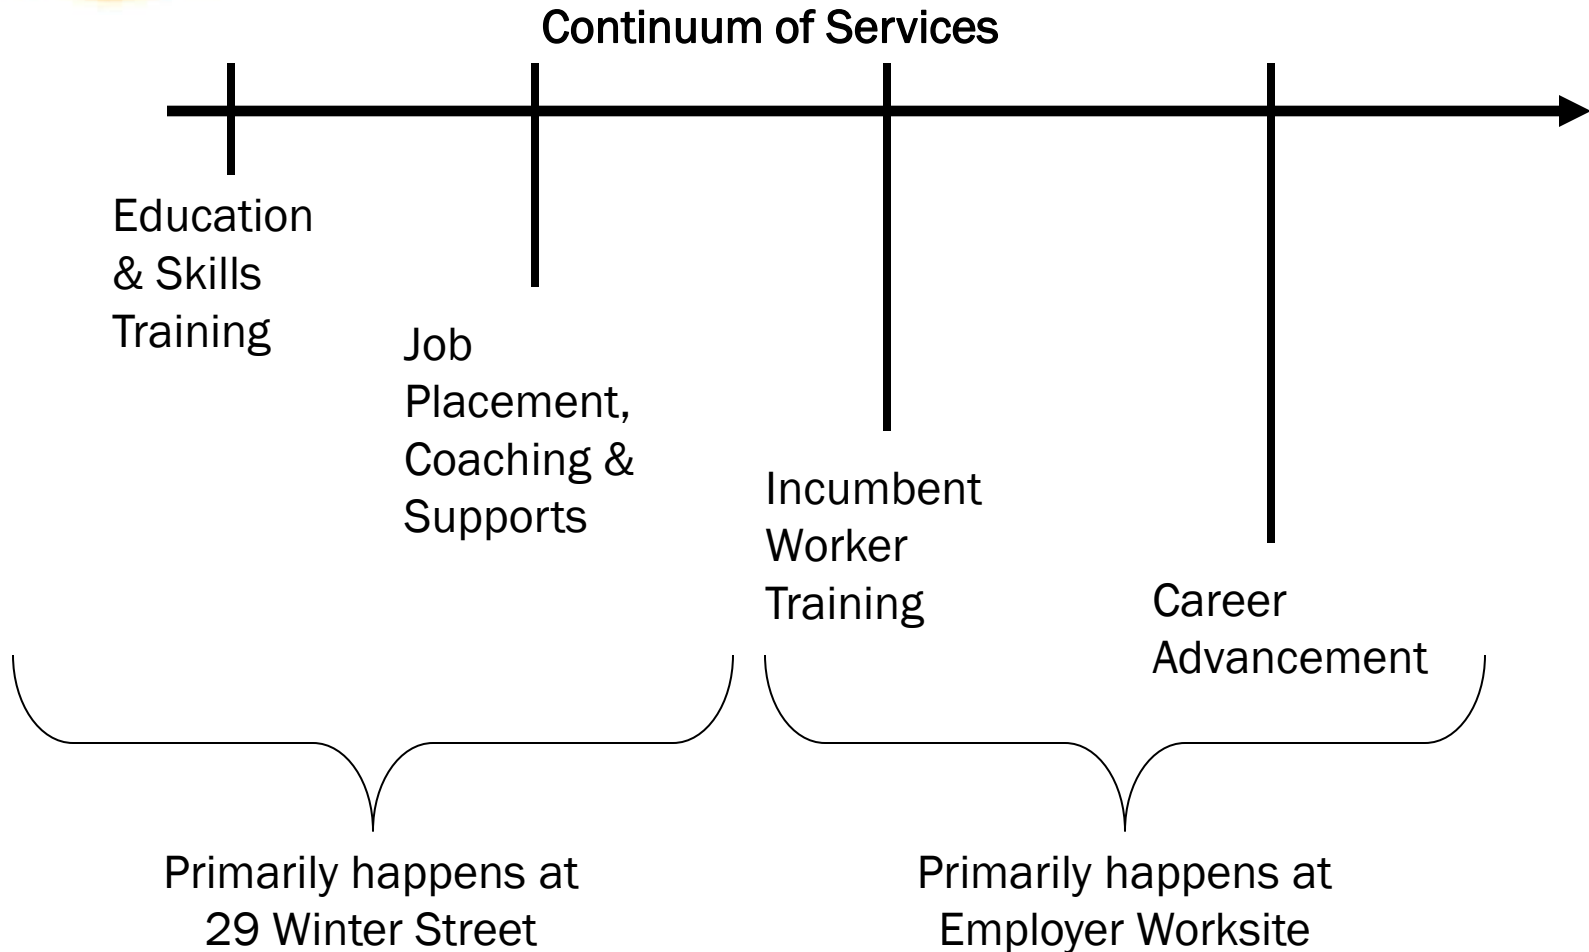 Continuum of Services
Education
& Skills
Training
Job
Placement,
Coaching &
Supports
Incumbent
Worker
Training
Career
Advancement
Primarily happens at
29 Winter Street
Primarily happens at
Employer Worksite